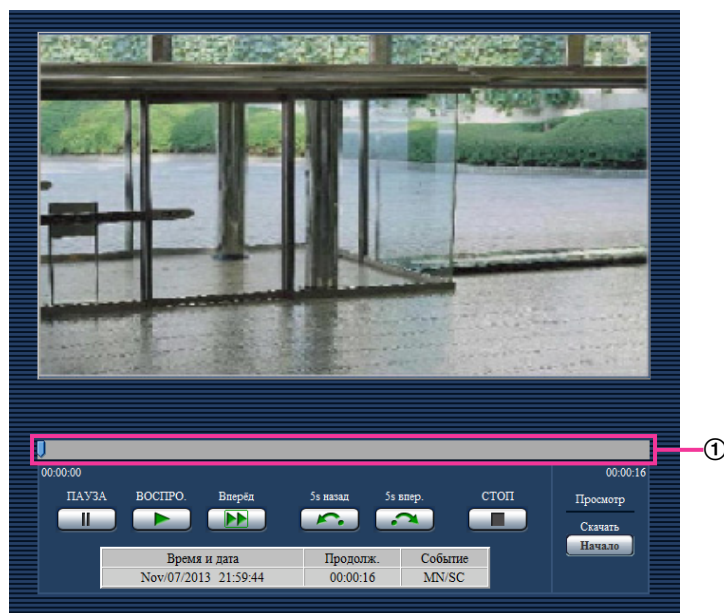 ①
00:00:00 00:00:16
ПАУЗА ВОСПРО. Вперёд 5s назад 5s впер. СТОП
Просмотр
Скачать
Начало
Время и дата Продолж. Событие
Nov/07/2013 21:59:44 00:00:16 MN/SC